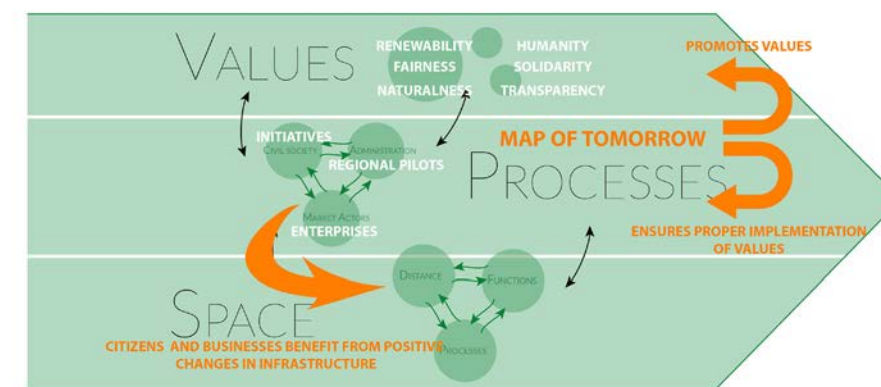 VALUES
RENEWABILITY
FAIRNESS
NATURALNESS
HUMANITY
SOLIDARITY
TRANSPARENCY
PROMOTES VALUES
INITIATIVES
CIVIL SOCIETY
ADMINISTRATION
REGIONAL PILOTS
MARKET ACTORS
ENTERPRISES
MAP OF TOMORROW
PROCESSES
ENSURES PROPER IMPLEMENTATION
OF VALUES
SPACE
DISTANCE
FUNCTIONS
PROCESSES
CITIZENS AND BUSINESSES BENEFIT FROM POSITIVE
CHANGES IN INFRASTRUCTURE